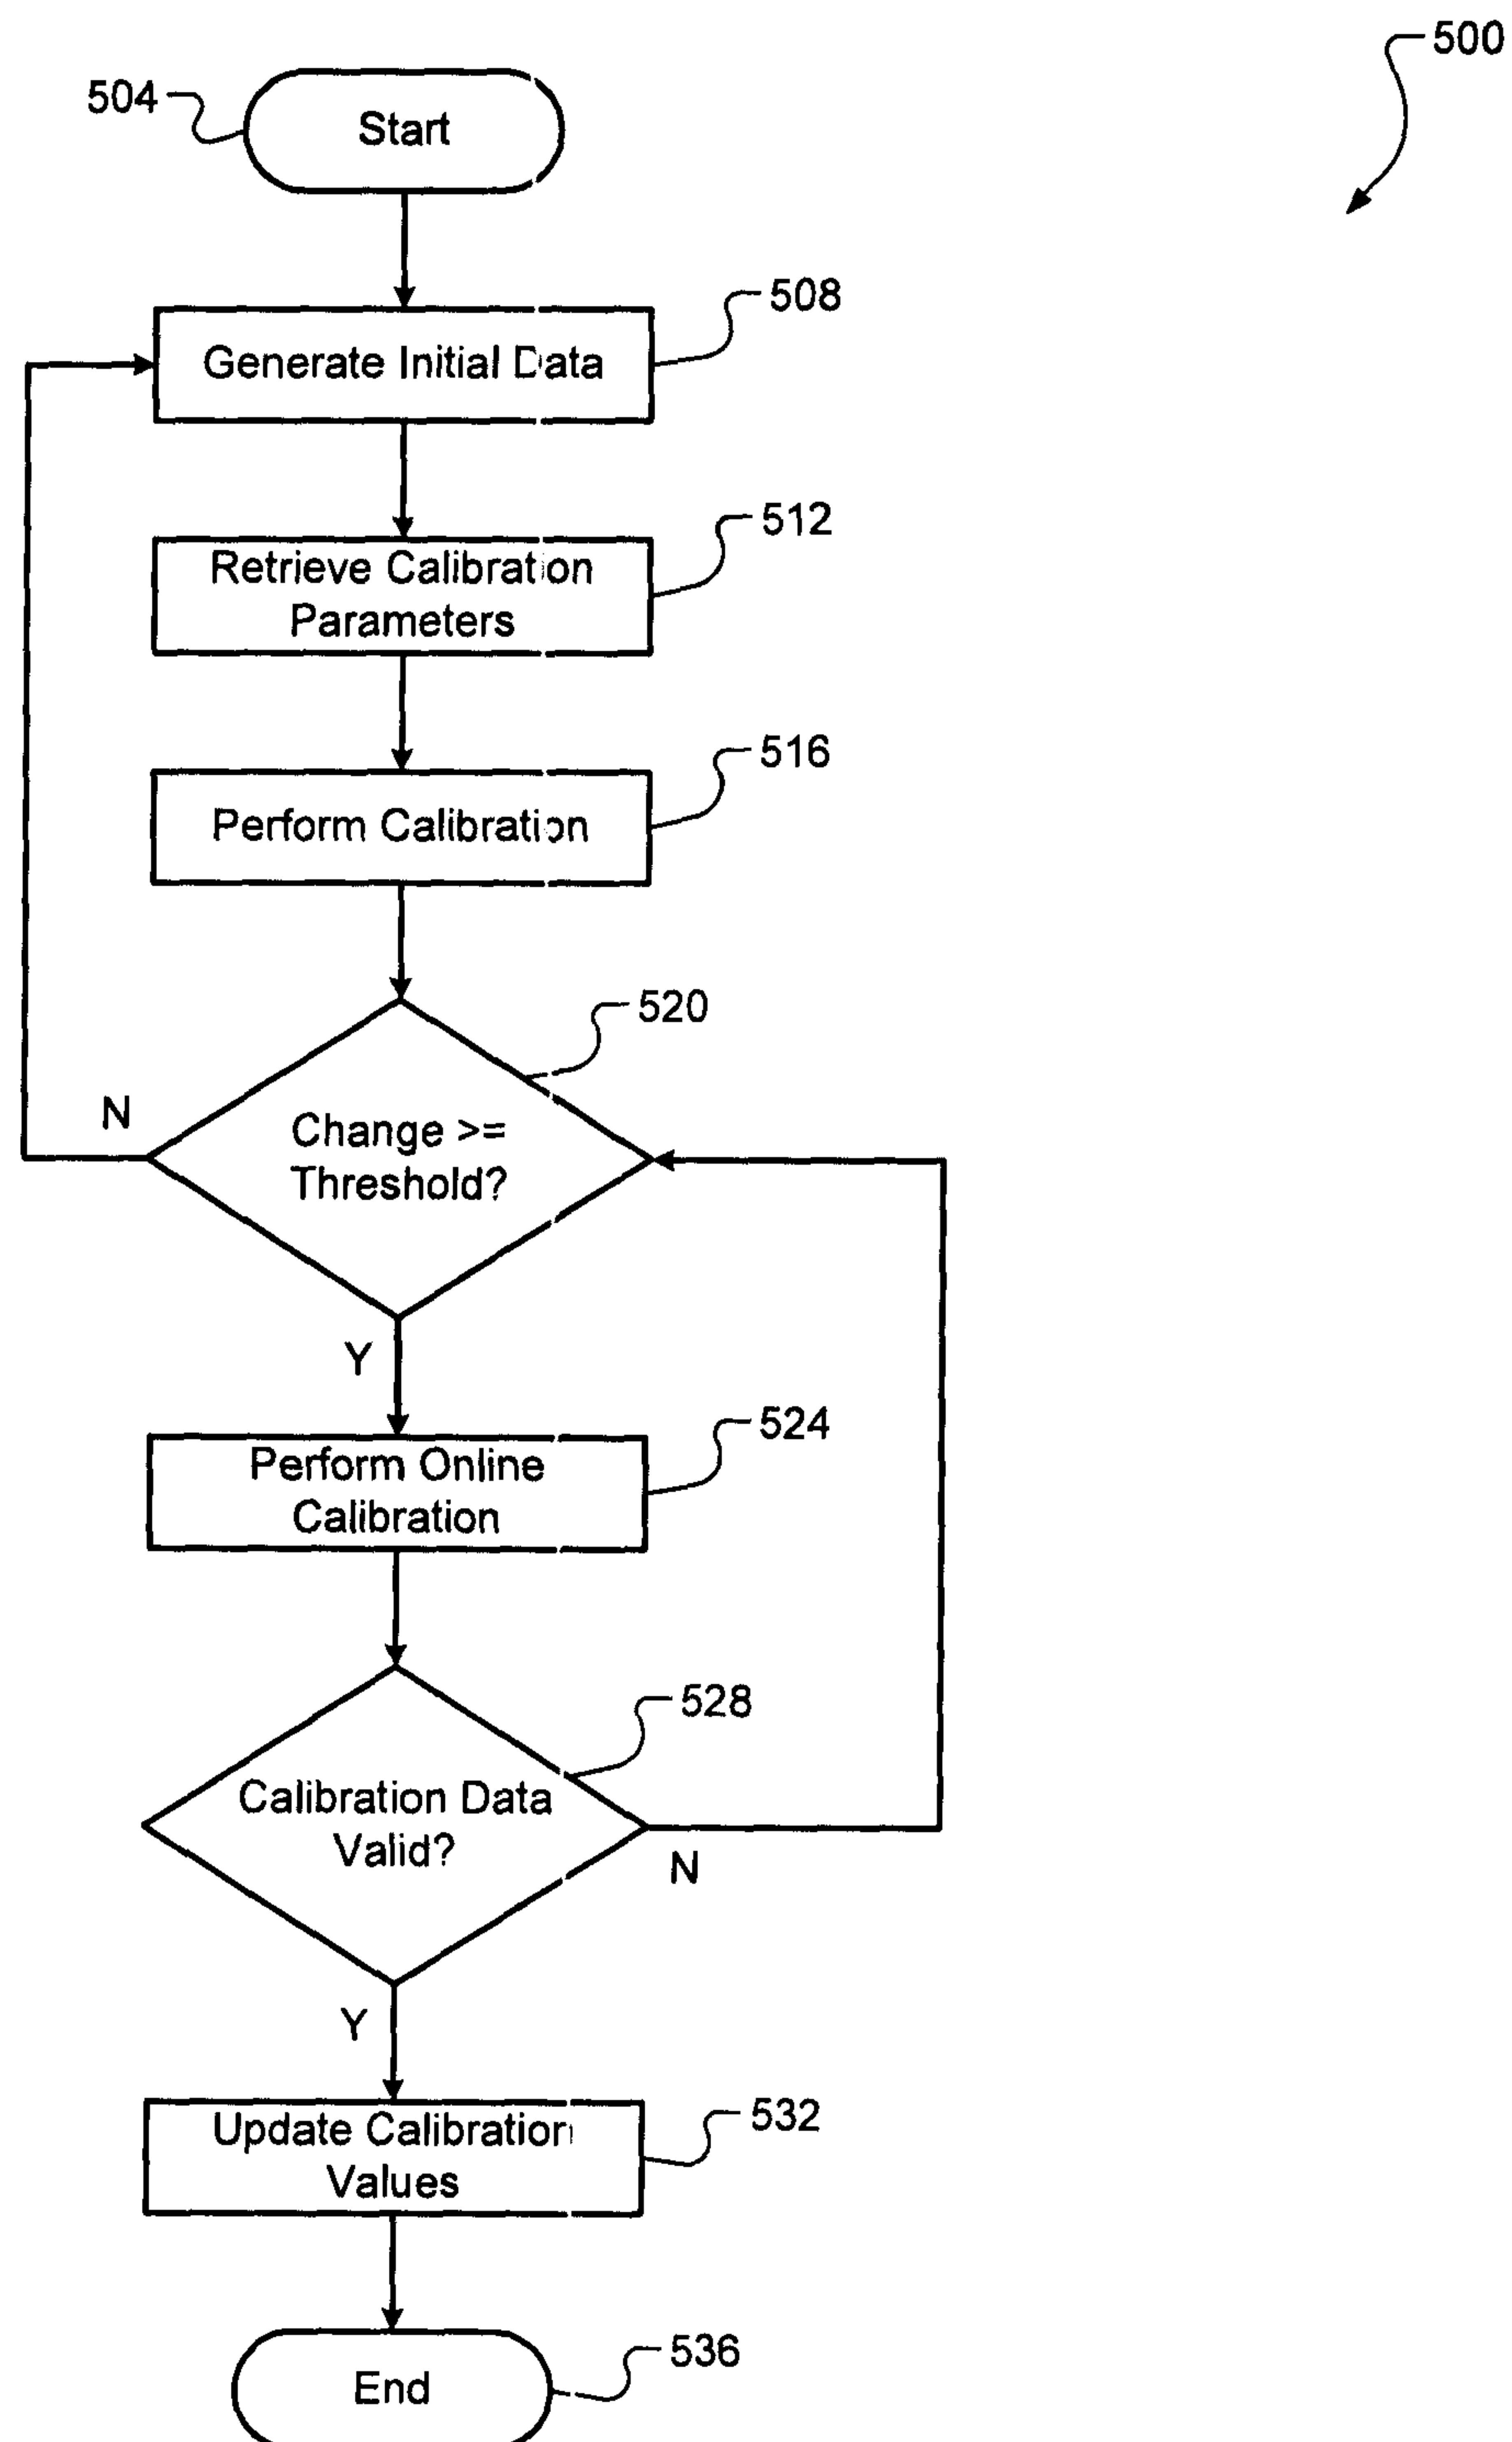 500
504
Start
508
Generate Initial Data
512
Retrieve Calibration
Parameters
516
Perform Calibration
520
N
Change >=
Threshold?
Y
524
Perform Online
Calibration
528
Calibration Data
Valid?
N
Y
532
Update Calibration
Values
536
End